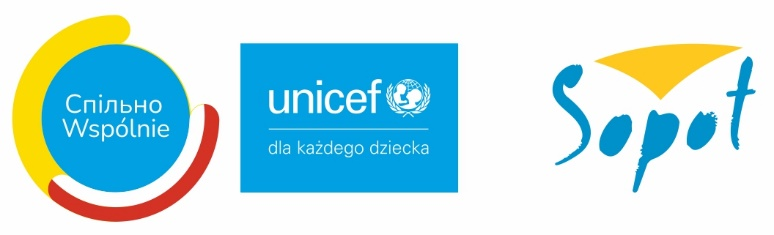 Спільно
Wspólnie
unicef
dla każdego dziecka
Sopot